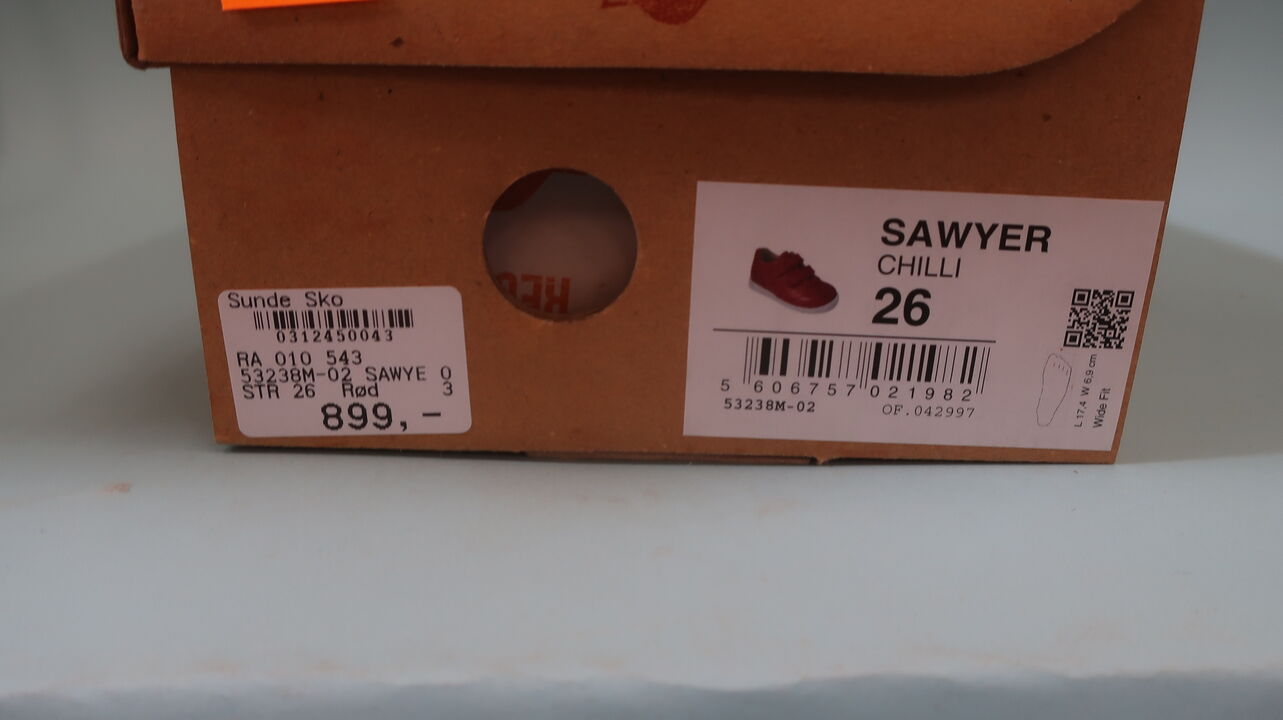 Sunde Sko
0312450043
RA 010 543
53238M-02 SAWYE 0
STR 26 Rød 3
899,-
SAWYER
CHILLI
26
5 606757 021982
53238M-02 OF.042997
L 17,4 W 6,9 cm
Wide Fit